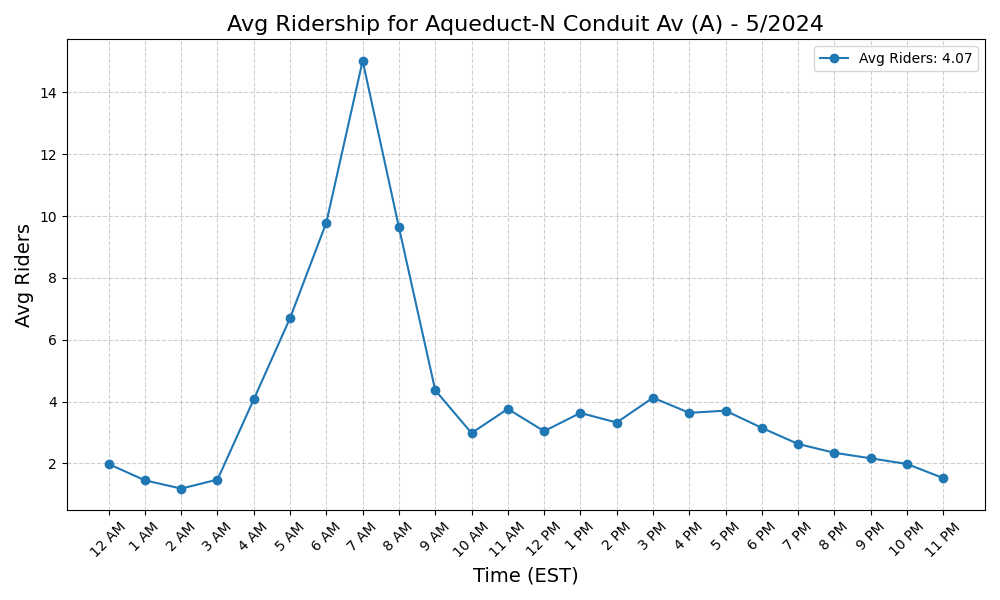 Avg Ridership for Aqueduct-N Conduit Av (A) - 5/2024
Avg Riders: 4.07
Avg Riders
14
12
10
8
6
4
2
12 AM
1 AM
2 AM
3 AM
4 AM
5 AM
6 AM
7 AM
8 AM
9 AM
10 AM
11 AM
12 PM
1 PM
2 PM
3 PM
4 PM
5 PM
6 PM
7 PM
8 PM
9 PM
10 PM
11 PM
Time (EST)